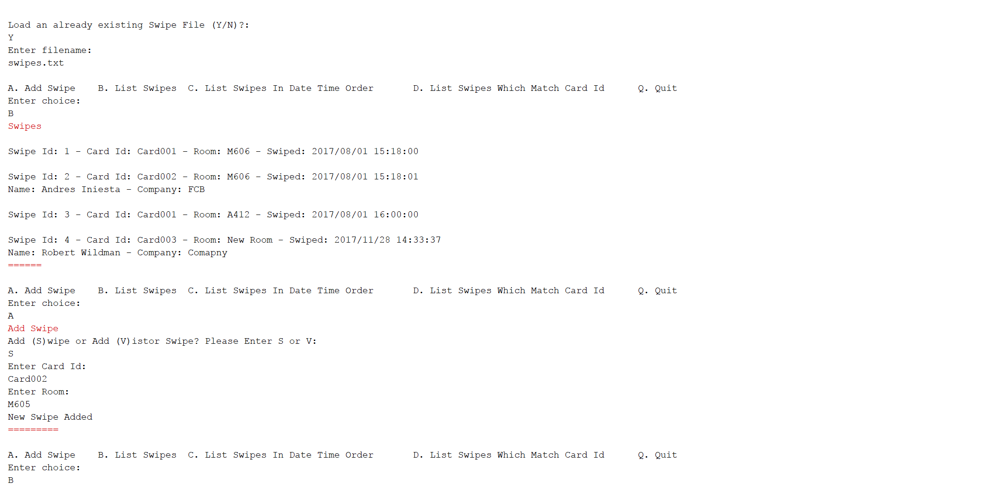 Load an already existing Swipe File (Y/N)?:
Y
Enter filename:
swipes.txt
A. Add Swipe    B. List Swipes  C. List Swipes In Date Time Order       D. List Swipes Which Match Card Id      Q. Quit
Enter choice:
B
Swipes
Swipe Id: 1 - Card Id: Card001 - Room: M606 - Swiped: 2017/08/01 15:18:00
Swipe Id: 2 - Card Id: Card002 - Room: M606 - Swiped: 2017/08/01 15:18:01
Name: Andres Iniesta - Company: FCB
Swipe Id: 3 - Card Id: Card001 - Room: A412 - Swiped: 2017/08/01 16:00:00
Swipe Id: 4 - Card Id: Card003 - Room: New Room - Swiped: 2017/11/28 14:33:37
Name: Robert Wildman - Company: Comapny
======
A. Add Swipe    B. List Swipes  C. List Swipes In Date Time Order       D. List Swipes Which Match Card Id      Q. Quit
Enter choice:
A
Add Swipe
Add (S)wipe or Add (V)istor Swipe? Please Enter S or V:
S
Enter Card Id:
Card002
Enter Room:
M605
New Swipe Added
=========
A. Add Swipe    B. List Swipes  C. List Swipes In Date Time Order       D. List Swipes Which Match Card Id      Q. Quit
Enter choice:
B